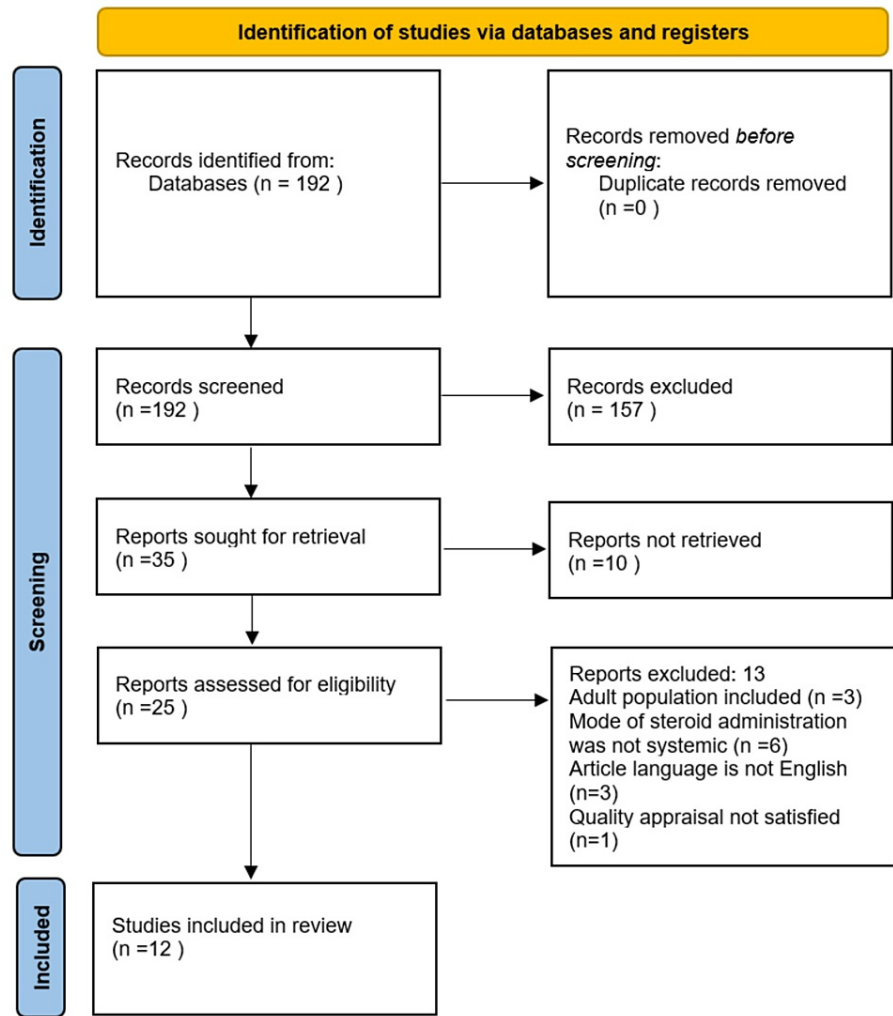 Identification of studies via databases and registers
Identification
Records identified from:
Databases (n = 192 )
Records removed before
screening:
Duplicate records removed
(n =0 )
Screening
Records screened
(n =192 )
Records excluded
(n = 157 )
Reports sought for retrieval
(n =35 )
Reports not retrieved
(n =10 )
Reports assessed for eligibility
(n =25 )
Reports excluded: 13
Adult population included (n =3)
Mode of steroid administration
was not systemic (n =6)
Article language is not English
(n=3)
Quality appraisal not satisfied
(n=1)
Included
Studies included in review
(n =12 )